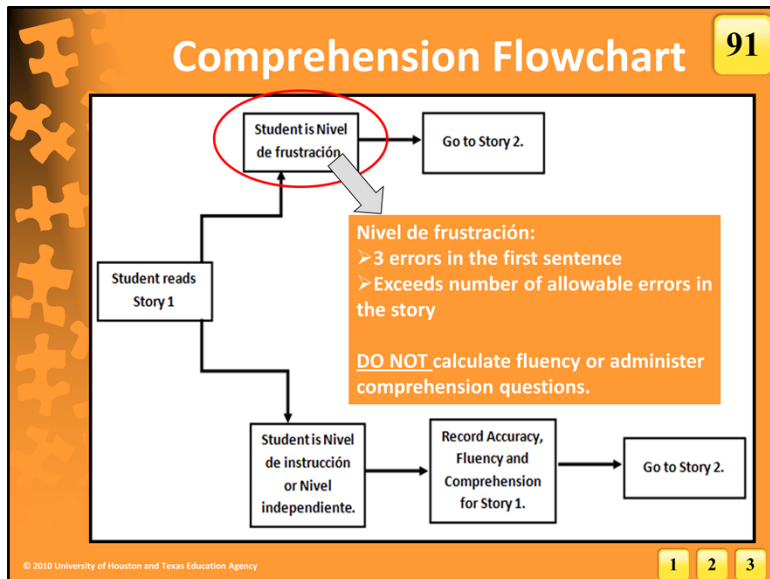 Comprehension Flowchart
91
Student is Nivel
de frustración.
Go to Story 2.
Nivel de frustración:
➢3 errors in the first sentence
➢Exceeds number of allowable errors in
the story
DO NOT calculate fluency or administer
comprehension questions.
Student reads
Story 1
Student is Nivel
de instrucción
or Nivel
independiente.
Record Accuracy,
Fluency and
Comprehension
for Story 1.
Go to Story 2.
© 2010 University of Houston and Texas Education Agency
1 2 3